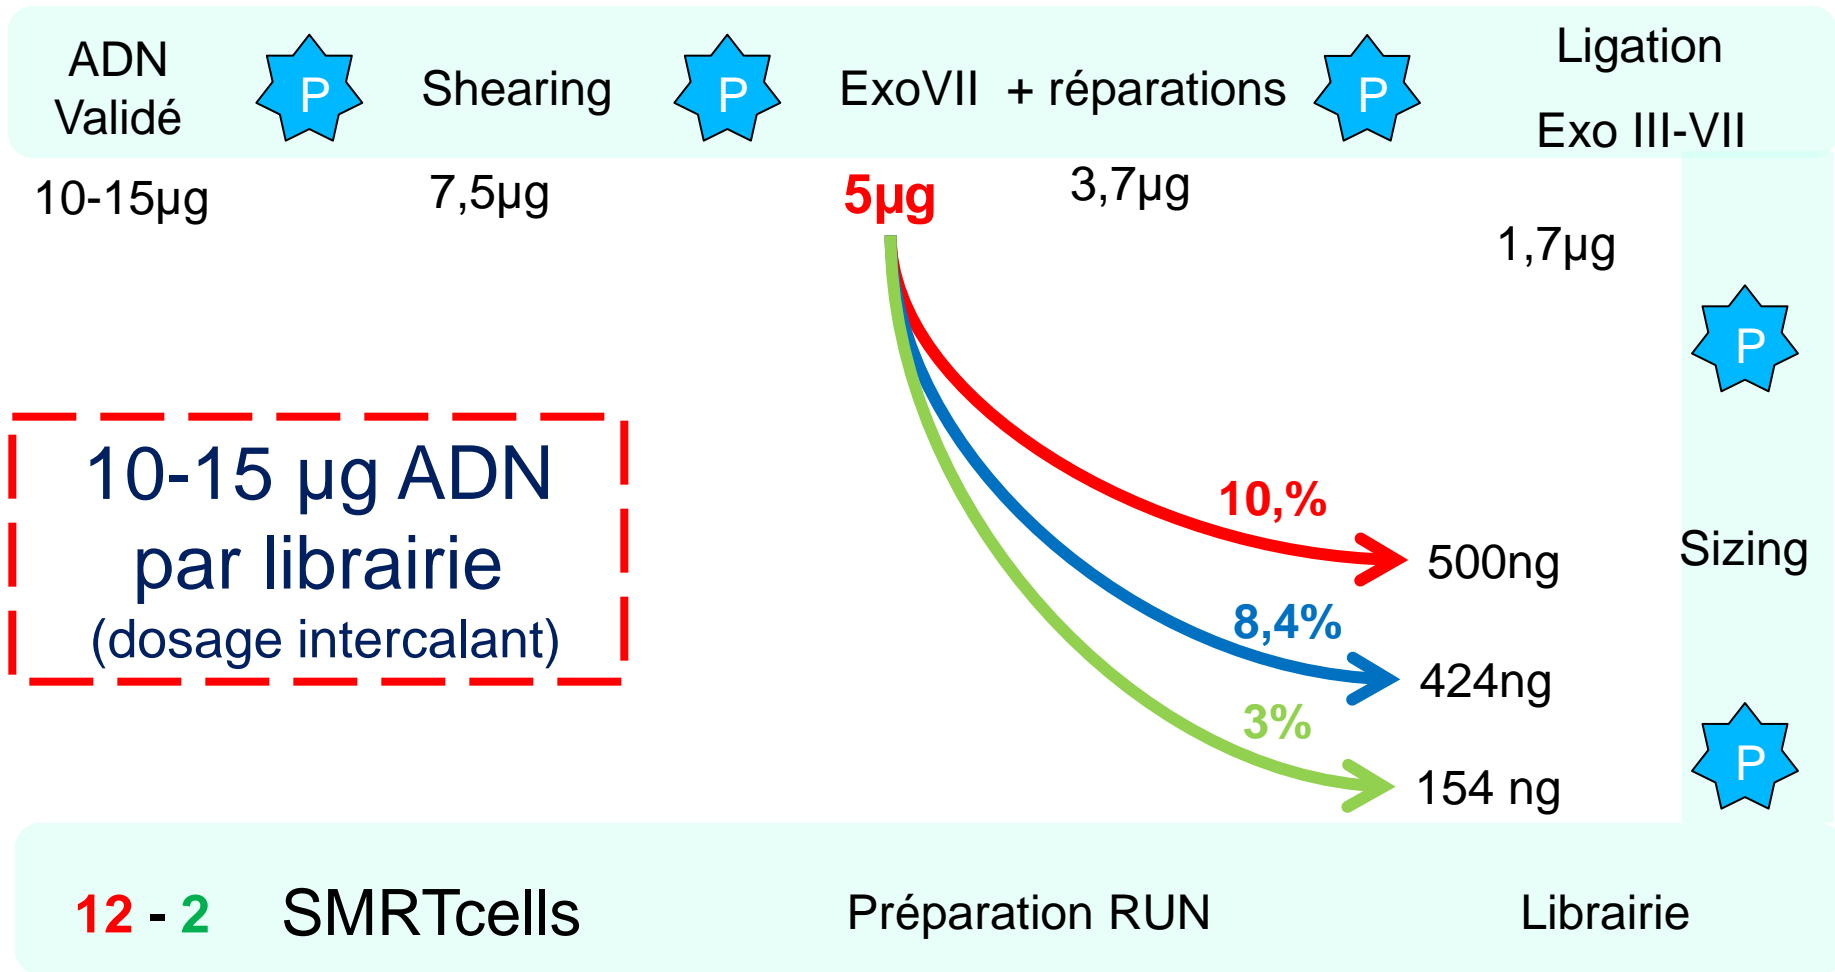 ADN
Validé
P
Shearing
P
ExoVII + réparations
P
Ligation
Exo III-VII
10-15µg
7,5µg
5µg
3,7µg
1,7µg
P
10-15 µg ADN
par librairie
(dosage intercalant)
10,%
500ng
Sizing
8,4%
424ng
3%
154 ng
P
12 - 2 SMRTcells
Préparation RUN
Librairie